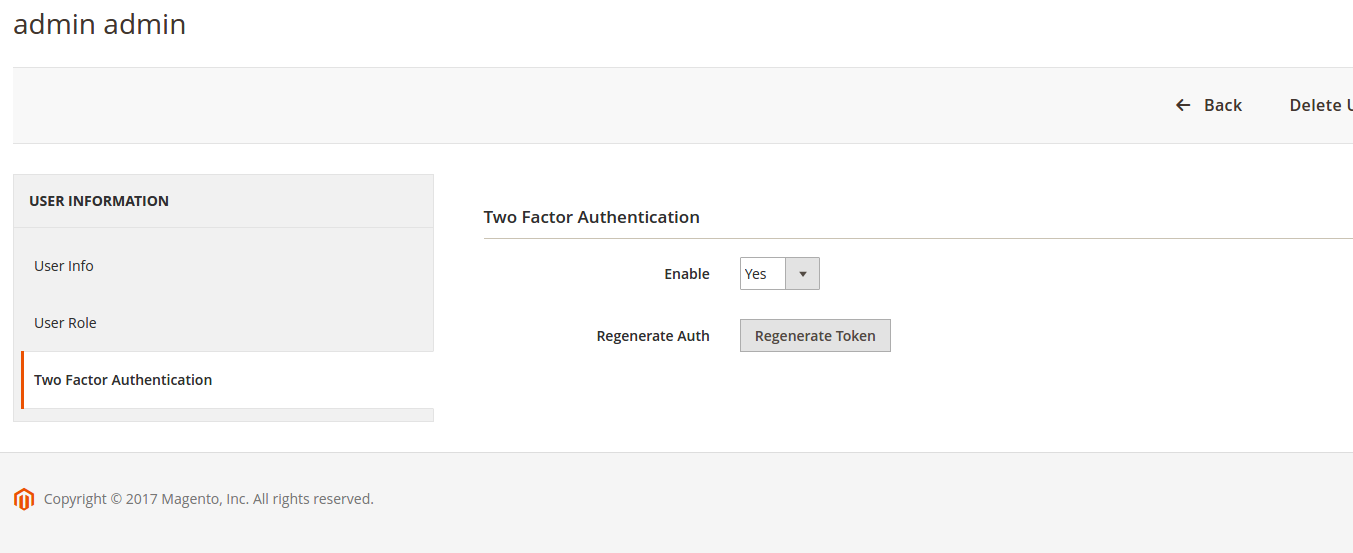 admin admin
Back
Delete U
USER INFORMATION
User Info
User Role
Two Factor Authentication
Two Factor Authentication
Enable
Yes
Regenerate Auth
Regenerate Token
Copyright © 2017 Magento, Inc. All rights reserved.